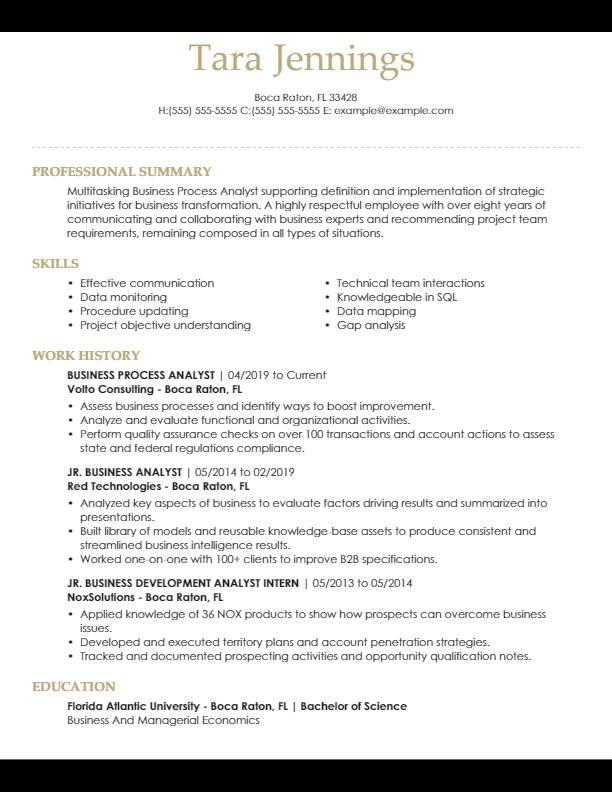 Tara Jennings
Boca Raton, FL 33428
H:(555) 555-5555 C:(555) 555-5555 E: example@example.com
PROFESSIONAL SUMMARY
Multitasking Business Process Analyst supporting definition and implementation of strategic
initiatives for business transformation. A highly respectful employee with over eight years of
communicating and collaborating with business experts and recommending project team
requirements, remaining composed in all types of situations.
SKILLS
• Effective communication
• Data monitoring
• Procedure updating
• Project objective understanding
• Technical team interactions
• Knowledgeable in SQL
• Data mapping
• Gap analysis
WORK HISTORY
BUSINESS PROCESS ANALYST | 04/2019 to Current
Volto Consulting - Boca Raton, FL
• Assess business processes and identify ways to boost improvement.
• Analyze and evaluate functional and organizational activities.
• Perform quality assurance checks on over 100 transactions and account actions to assess
state and federal regulations compliance.
JR. BUSINESS ANALYST | 05/2014 to 02/2019
Red Technologies - Boca Raton, FL
• Analyzed key aspects of business to evaluate factors driving results and summarized into
presentations.
• Built library of models and reusable knowledge-base assets to produce consistent and
streamlined business intelligence results.
• Worked one-on-one with 100+ clients to improve B2B specifications.
JR. BUSINESS DEVELOPMENT ANALYST INTERN | 05/2013 to 05/2014
NoxSolutions - Boca Raton, FL
• Applied knowledge of 36 NOX products to show how prospects can overcome business
issues.
• Developed and executed territory plans and account penetration strategies.
• Tracked and documented prospecting activities and opportunity qualification notes.
EDUCATION
Florida Atlantic University - Boca Raton, FL | Bachelor of Science
Business And Managerial Economics